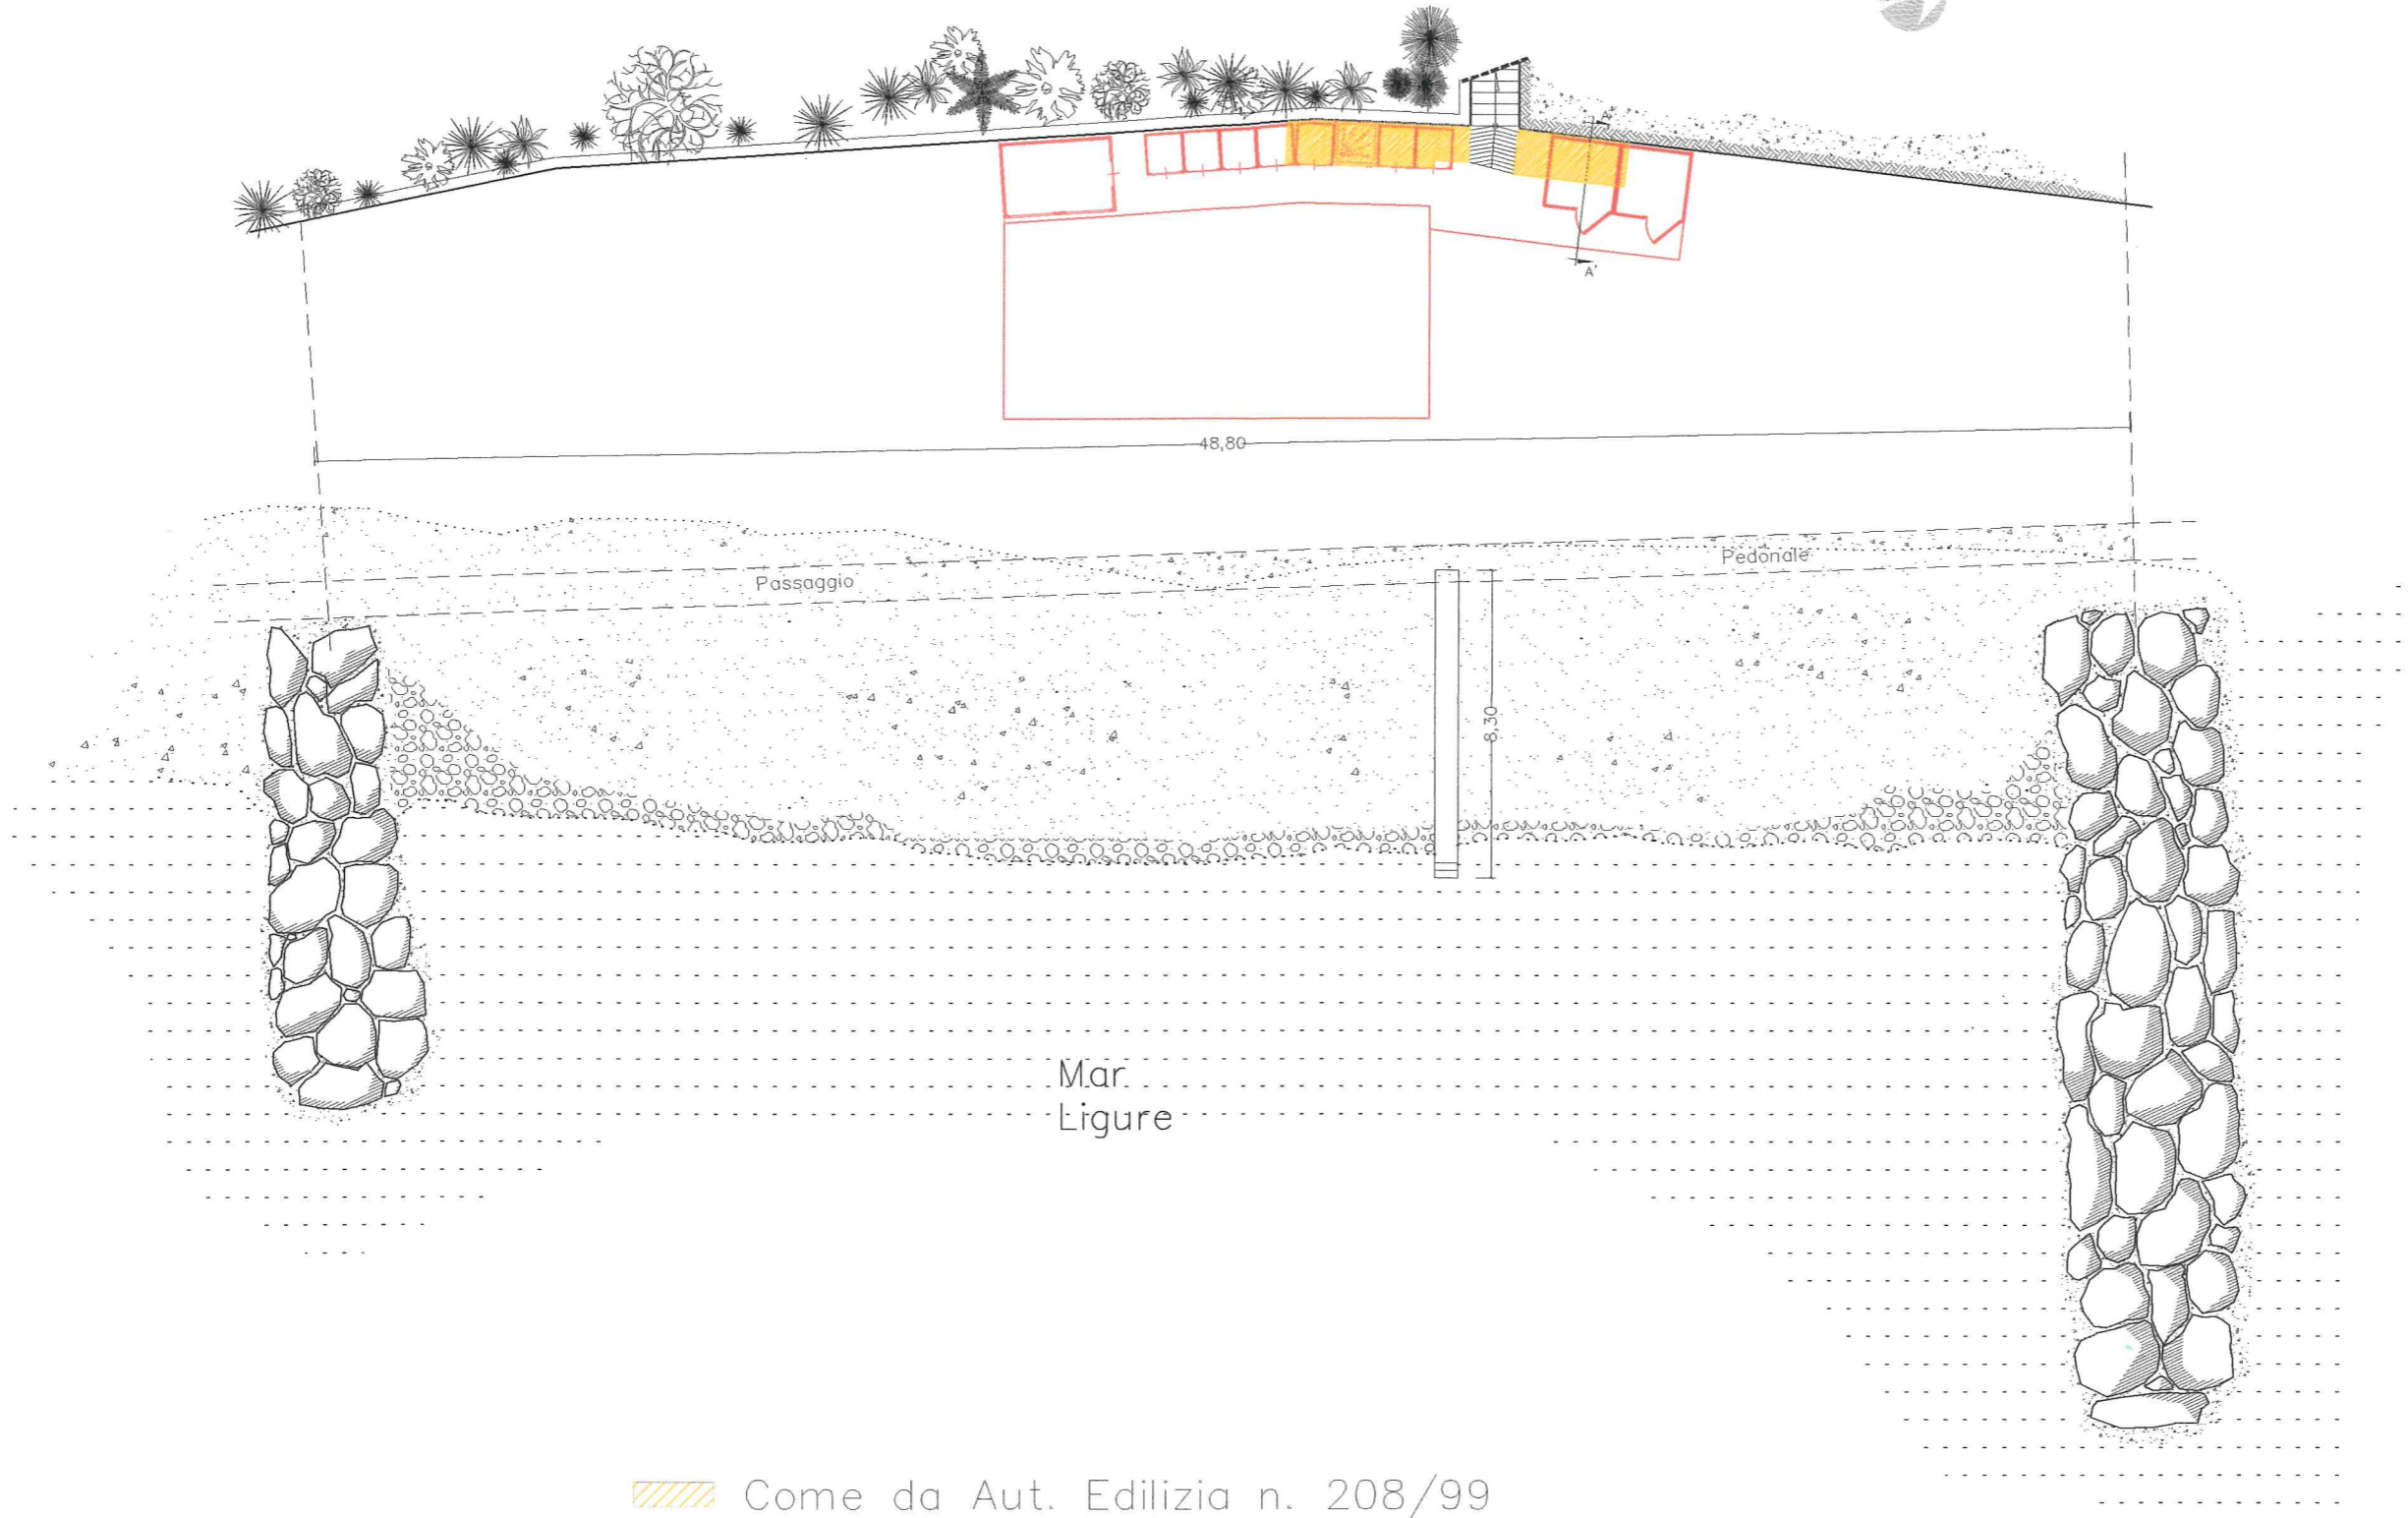 A
A'
48,80
Pedonale
Passaggio
8,30
Mar
Ligure
Come da Aut. Edilizia n. 208/99